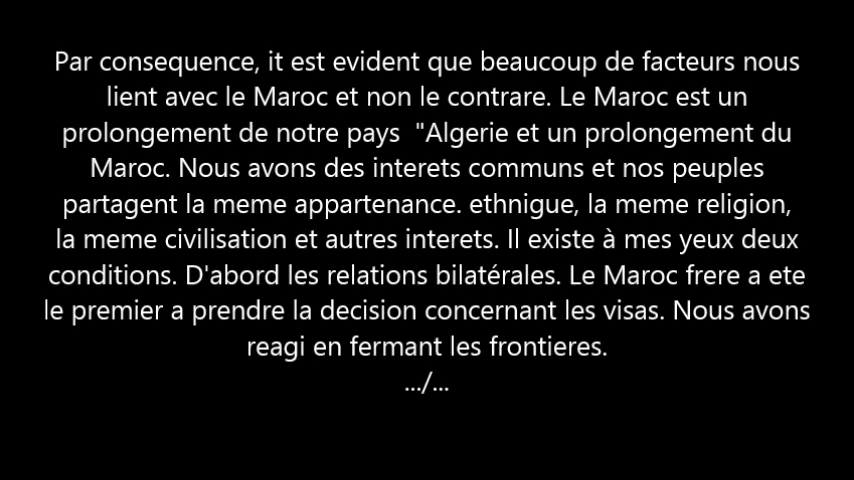 Par consequence, it est evident que beaucoup de facteurs nous
lient avec le Maroc et non le contrare. Le Maroc est un
prolongement de notre pays  "Algerie et un prolongement du
Maroc. Nous avons des interets communs et nos peuples
partagent la meme appartenance. ethnigue, la meme religion,
la meme civilisation et autres interets. Il existe à mes yeux deux
conditions. D'abord les relations bilatérales. Le Maroc frere a ete
le premier a prendre la decision concernant les visas. Nous avons
reagi en fermant les frontieres.
.../...